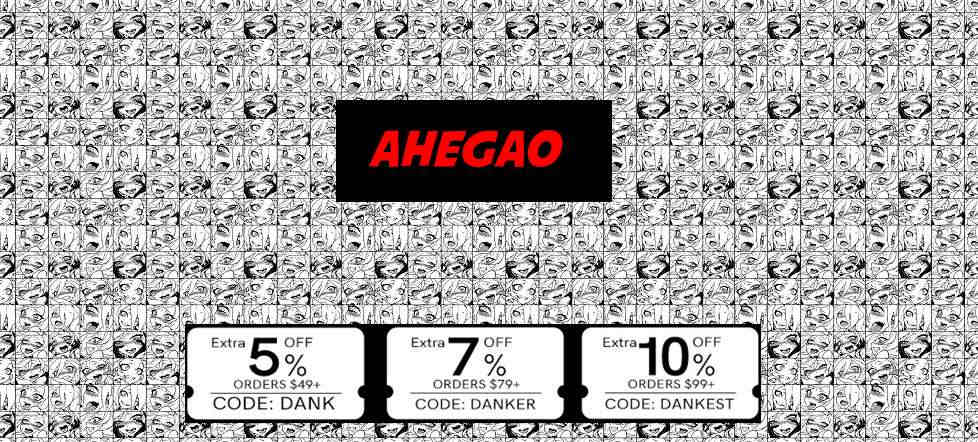 AHEGAO
Extra 5% OFF
ORDERS $49+
CODE: DANK
Extra 7% OFF
ORDERS $79+
CODE: DANKER
Extra 10% OFF
ORDERS $99+
CODE: DANKEST